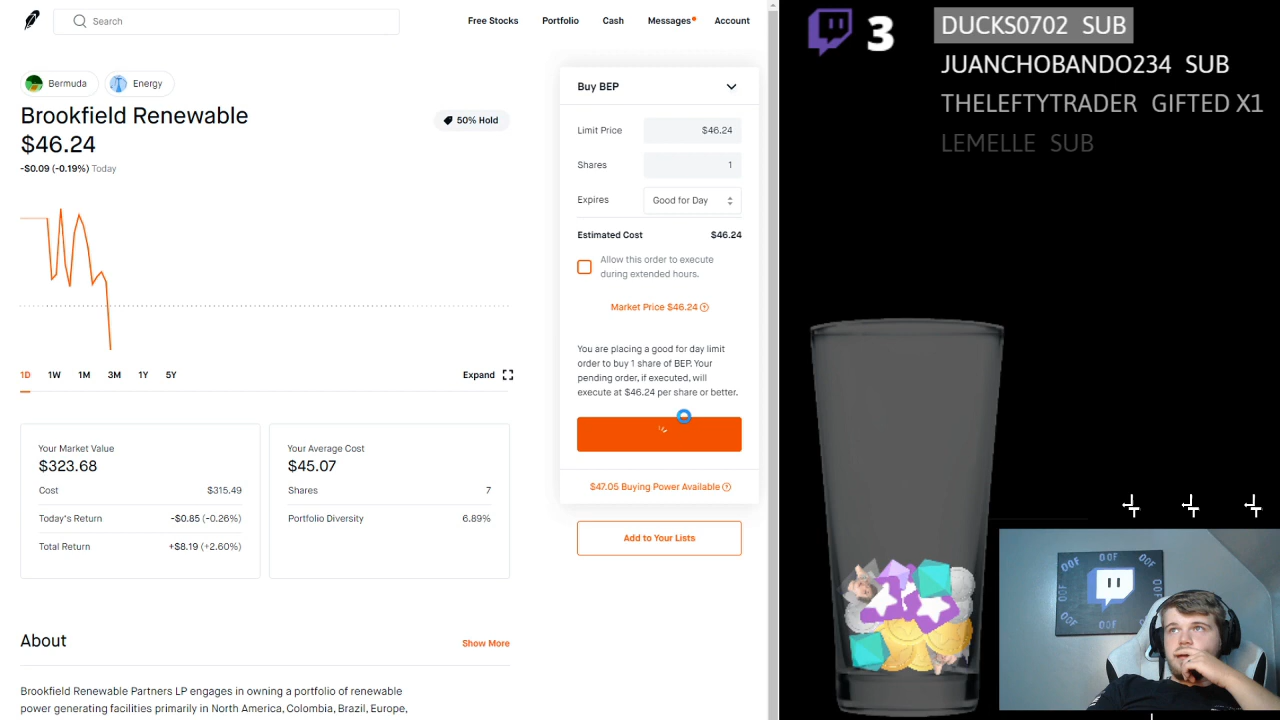 Search
Free Stocks
Portfolio
Cash
Messages
Account
Bermuda
Energy
Brookfield Renewable
$46.24
-$0.09 (-0.19%) Today
50% Hold
1D
1W
1M
3M
1Y
5Y
Expand
Your Market Value
$323.68
Cost
$315.49
Today's Return
-$0.85 (-0.26%)
Total Return
+$8.19 (+2.60%)
Your Average Cost
$45.07
Shares
7
Portfolio Diversity
6.89%
About
Show More
Brookfield Renewable Partners LP engages in owning a portfolio of renewable
power generating facilities primarily in North America, Colombia, Brazil, Europe,
Buy BEP
Limit Price
$46.24
Shares
1
Expires
Good for Day
Estimated Cost
$46.24
Allow this order to execute
during extended hours.
Market Price $46.24
You are placing a good for day limit
order to buy 1 share of BEP. Your
pending order, if executed, will
execute at $46.24 per share or better.
$47.05 Buying Power Available
Add to Your Lists
3
DUCKS0702 SUB
JUANCHOBANDO234 SUB
THELEFTYTRADER GIFTED X1
LEMELLE SUB
OOF
OOF
OOF
OOF
OOF
OOF
OOF
OOF